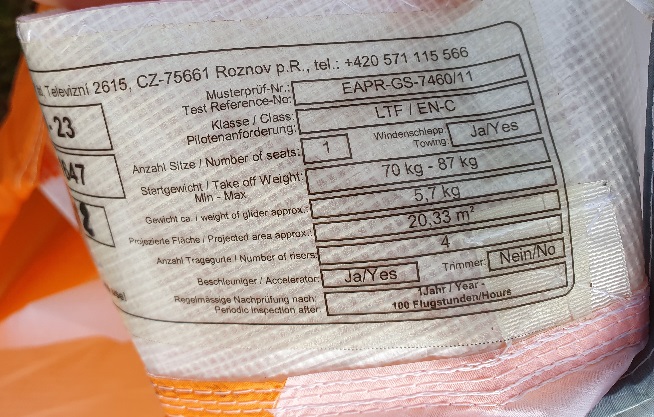 Televizní 2615, CZ-75661 Roznov p.R., tel.: +420 571 115 566
Musterprüf-Nr.: EAPR-GS-7460/11
Test Reference-No:
-23
Klasse / Class: LTF / EN-C
Pilotenanforderung:
Anzahl Sitze / Number of seats: 1 Windenschlepp Towing: Ja/Yes
647
Startgewicht / Take off Weight: 70 kg - 87 kg
Min - Max
Gewicht ca. / weight of glider approx.: 5,7 kg
2
Projezierte Fläche / Projected area approx.: 20,33 m²
Anzahl Tragegurte / Number of risers: 4
Beschleuniger / Accelerator: Ja/Yes Trimmer: Nein/No
Regelmässige Nachprüfung nach: 1Jahr / Year -
Periodic inspection after: 100 Flugstunden/Hours